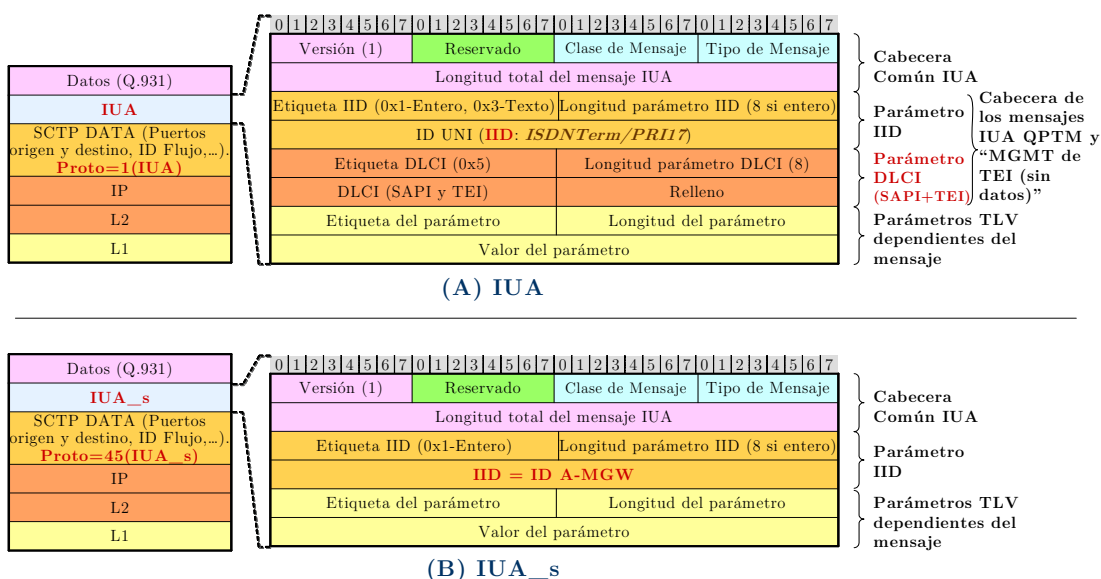 0 1 2 3 4 5 6 7 0 1 2 3 4 5 6 7 0 1 2 3 4 5 6 7 0 1 2 3 4 5 6 7
Versión (1) Reservado Clase de Mensaje Tipo de Mensaje
Longitud total del mensaje IUA
Etiqueta IID (0x1-Entero, 0x3-Texto) Longitud parámetro IID (8 si entero)
ID UNI (IID: ISDNTerm/PRI17)
Etiqueta DLCI (0x5) Longitud parámetro DLCI (8)
DLCI (SAPI y TEI) Relleno
Etiqueta del parámetro Longitud del parámetro
Valor del parámetro
Datos (Q.931)
IUA
SCTP DATA (Puertos
origen y destino, ID Flujo,...).
Proto=1(IUA)
IP
L2
L1
Cabecera
Común IUA
Parámetro
IID
Parámetro
DLCI
(SAPI+TEI)
Cabecera de
los mensajes
IUA QPTM y
“MGMT de
TEI (sin
datos)”
Parámetros TLV
dependientes del
mensaje
(A) IUA
0 1 2 3 4 5 6 7 0 1 2 3 4 5 6 7 0 1 2 3 4 5 6 7 0 1 2 3 4 5 6 7
Versión (1) Reservado Clase de Mensaje Tipo de Mensaje
Longitud total del mensaje IUA
Etiqueta IID (0x1-Entero) Longitud parámetro IID (8 si entero)
IID = ID A-MGW
Etiqueta del parámetro Longitud del parámetro
Valor del parámetro
Datos (Q.931)
IUA_s
SCTP DATA (Puertos
origen y destino, ID Flujo,...).
Proto=45(IUA_s)
IP
L2
L1
Cabecera
Común IUA
Parámetro
IID
Parámetros TLV
dependientes del
mensaje
(B) IUA_s